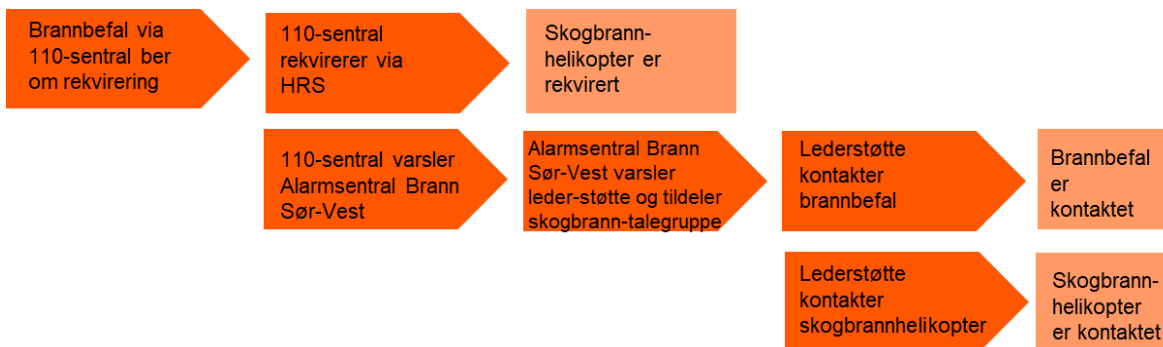 Brannbefal via
110-sentral ber
om rekvirering
110-sentral
rekvirerer via
HRS
Skogbrann-
helikopter er
rekvirert
110-sentral varsler
Alarmsentral Brann
Sør-Vest
Alarmsentral Brann
Sør-Vest varsler
leder-støtte og tildeler
skogbrann-talegruppe
Lederstøtte
kontakter
brannbefal
Brannbefal
er
kontaktet
Lederstøtte
kontakter
skogbrannhelikopter
Skogbrann-
helikopter
er kontaktet